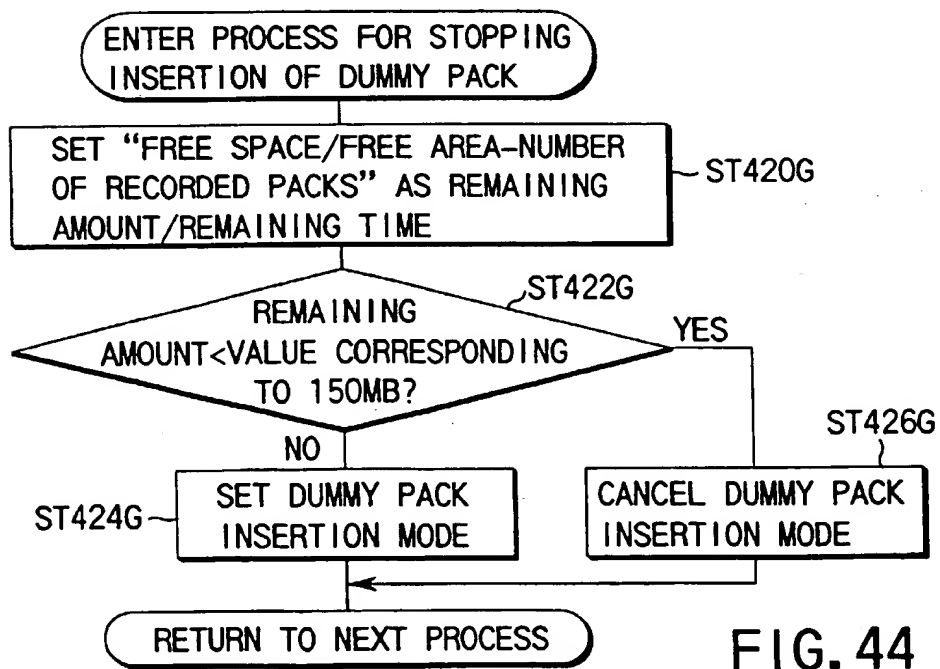 ENTER PROCESS FOR STOPPING
INSERTION OF DUMMY PACK
SET “FREE SPACE/FREE AREA-NUMBER
OF RECORDED PACKS” AS REMAINING
AMOUNT/REMAINING TIME
ST420G
ST422G
REMAINING
AMOUNT<VALUE CORRESPONDING
TO 150MB?
YES
NO
ST426G
ST424G
SET DUMMY PACK
INSERTION MODE
CANCEL DUMMY PACK
INSERTION MODE
RETURN TO NEXT PROCESS
FIG. 44